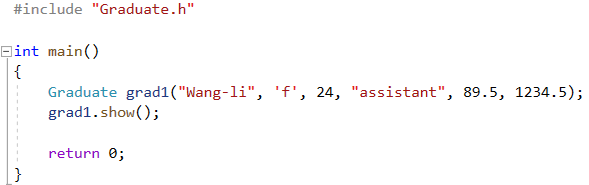 #include "Graduate.h"
int main()
{
Graduate grad1("Wang-li", 'f', 24, "assistant", 89.5, 1234.5);
grad1.show();
return 0;
}